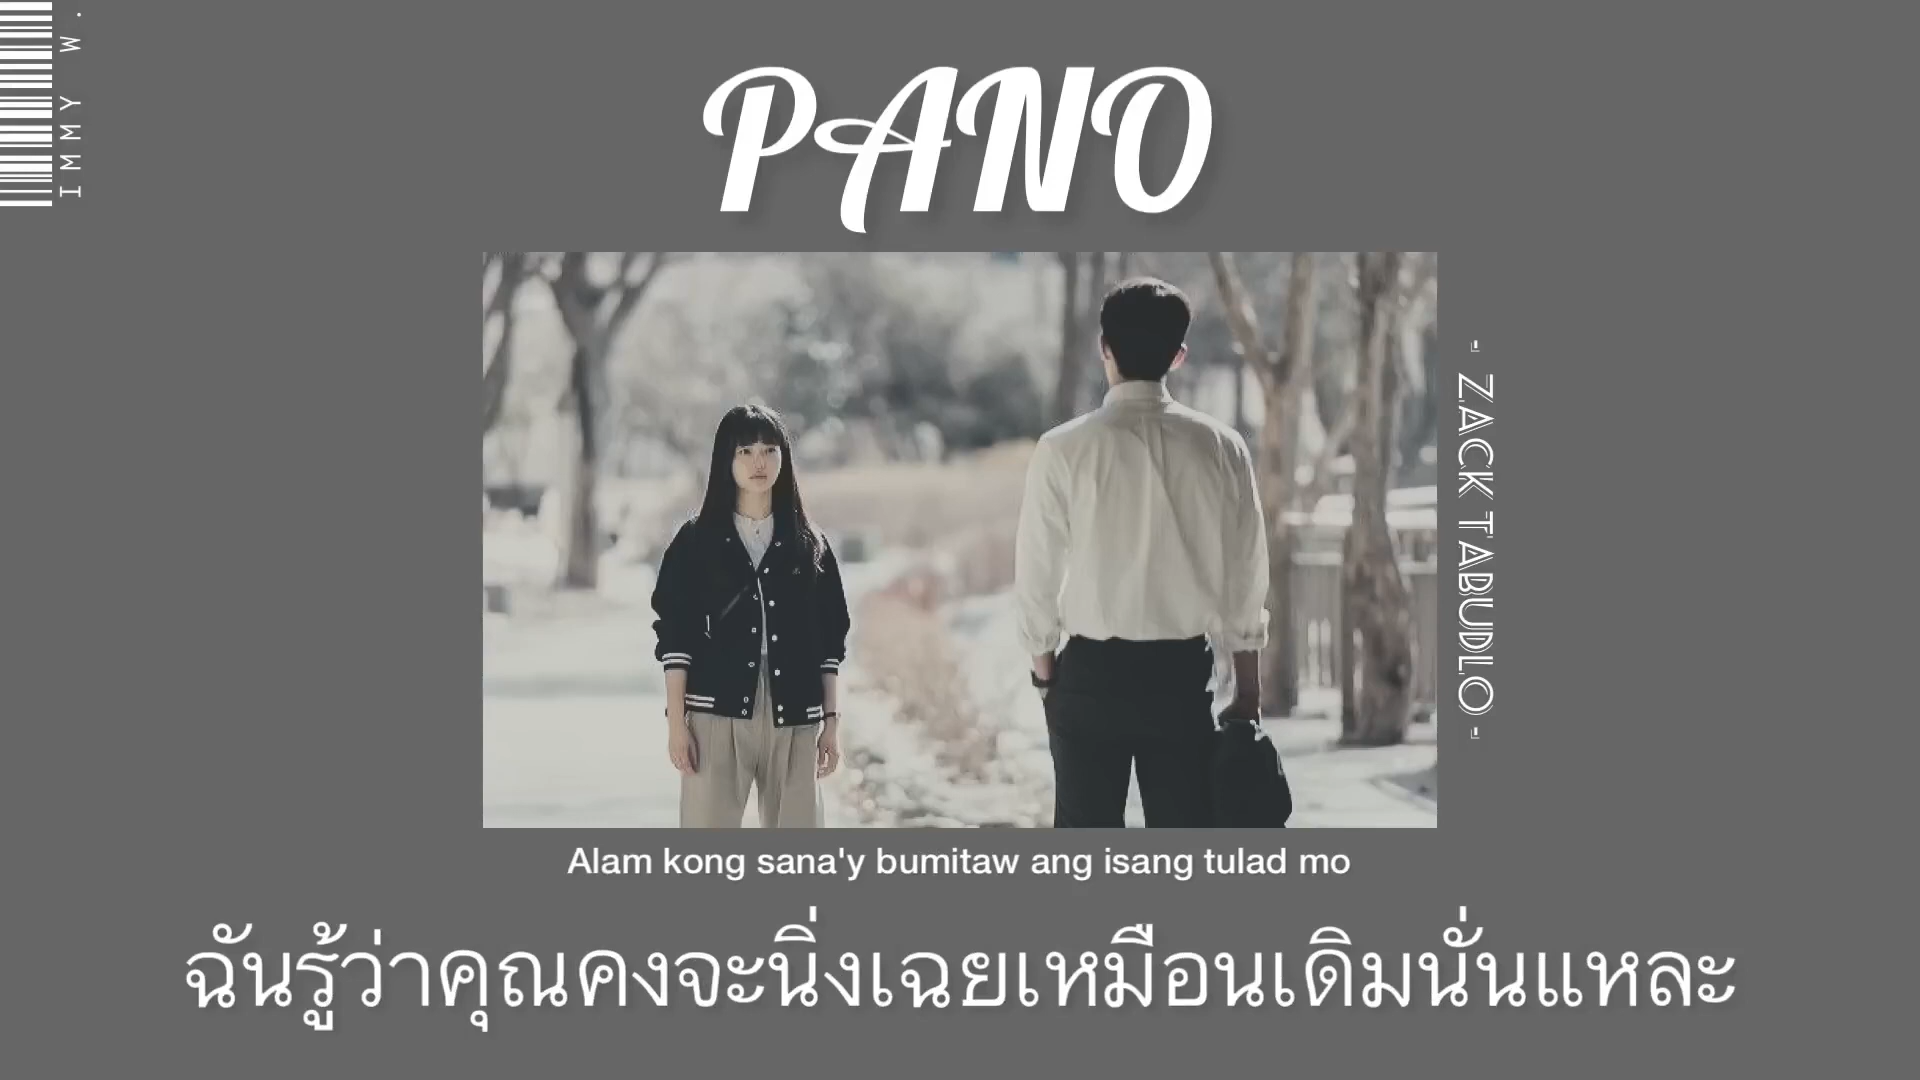 IMMY W.
PANO
- ZACK TABUDLO -
Alam kong sana'y bumitaw ang isang tulad mo
ฉันรู้ว่าคุณคงจะนิ่งเฉยเหมือนเดิมนั่นแหละ